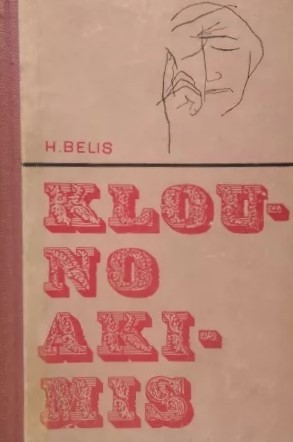 H. BELIS
KLOU-
NO
AKI-
MIS